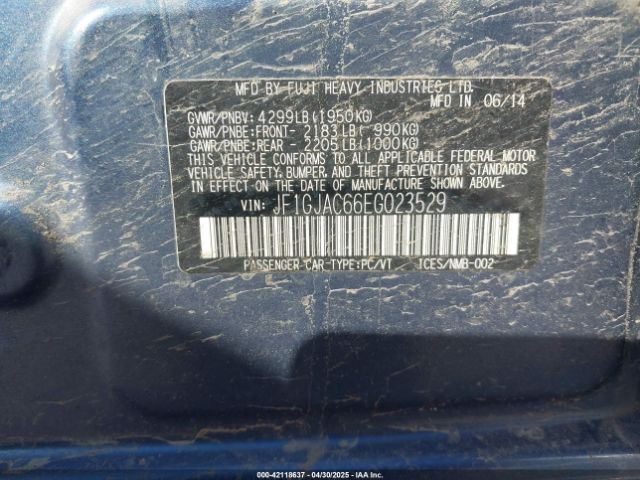 MFD BY FUJI HEAVY INDUSTRIES LTD.
MFD IN 06/14
GVWR/PNBV: 4299LB(1950KG)
GAWR/PNBE:FRONT- 2183LB( 990KG)
GAWR/PNBE:REAR - 2205LB(1000KG)
THIS VEHICLE CONFORMS TO ALL APPLICABLE FEDERAL MOTOR
VEHICLE SAFETY,BUMPER,AND THEFT PREVENTION STANDARDS
IN EFFECT ON THE DATE OF MANUFACTURE SHOWN ABOVE.
VIN: JF1GJAC66EG023529
PASSENGER-CAR-TYPE:PC/VT ICES/NMB-002
000-42118637 - 04/30/2025 - IAA Inc.